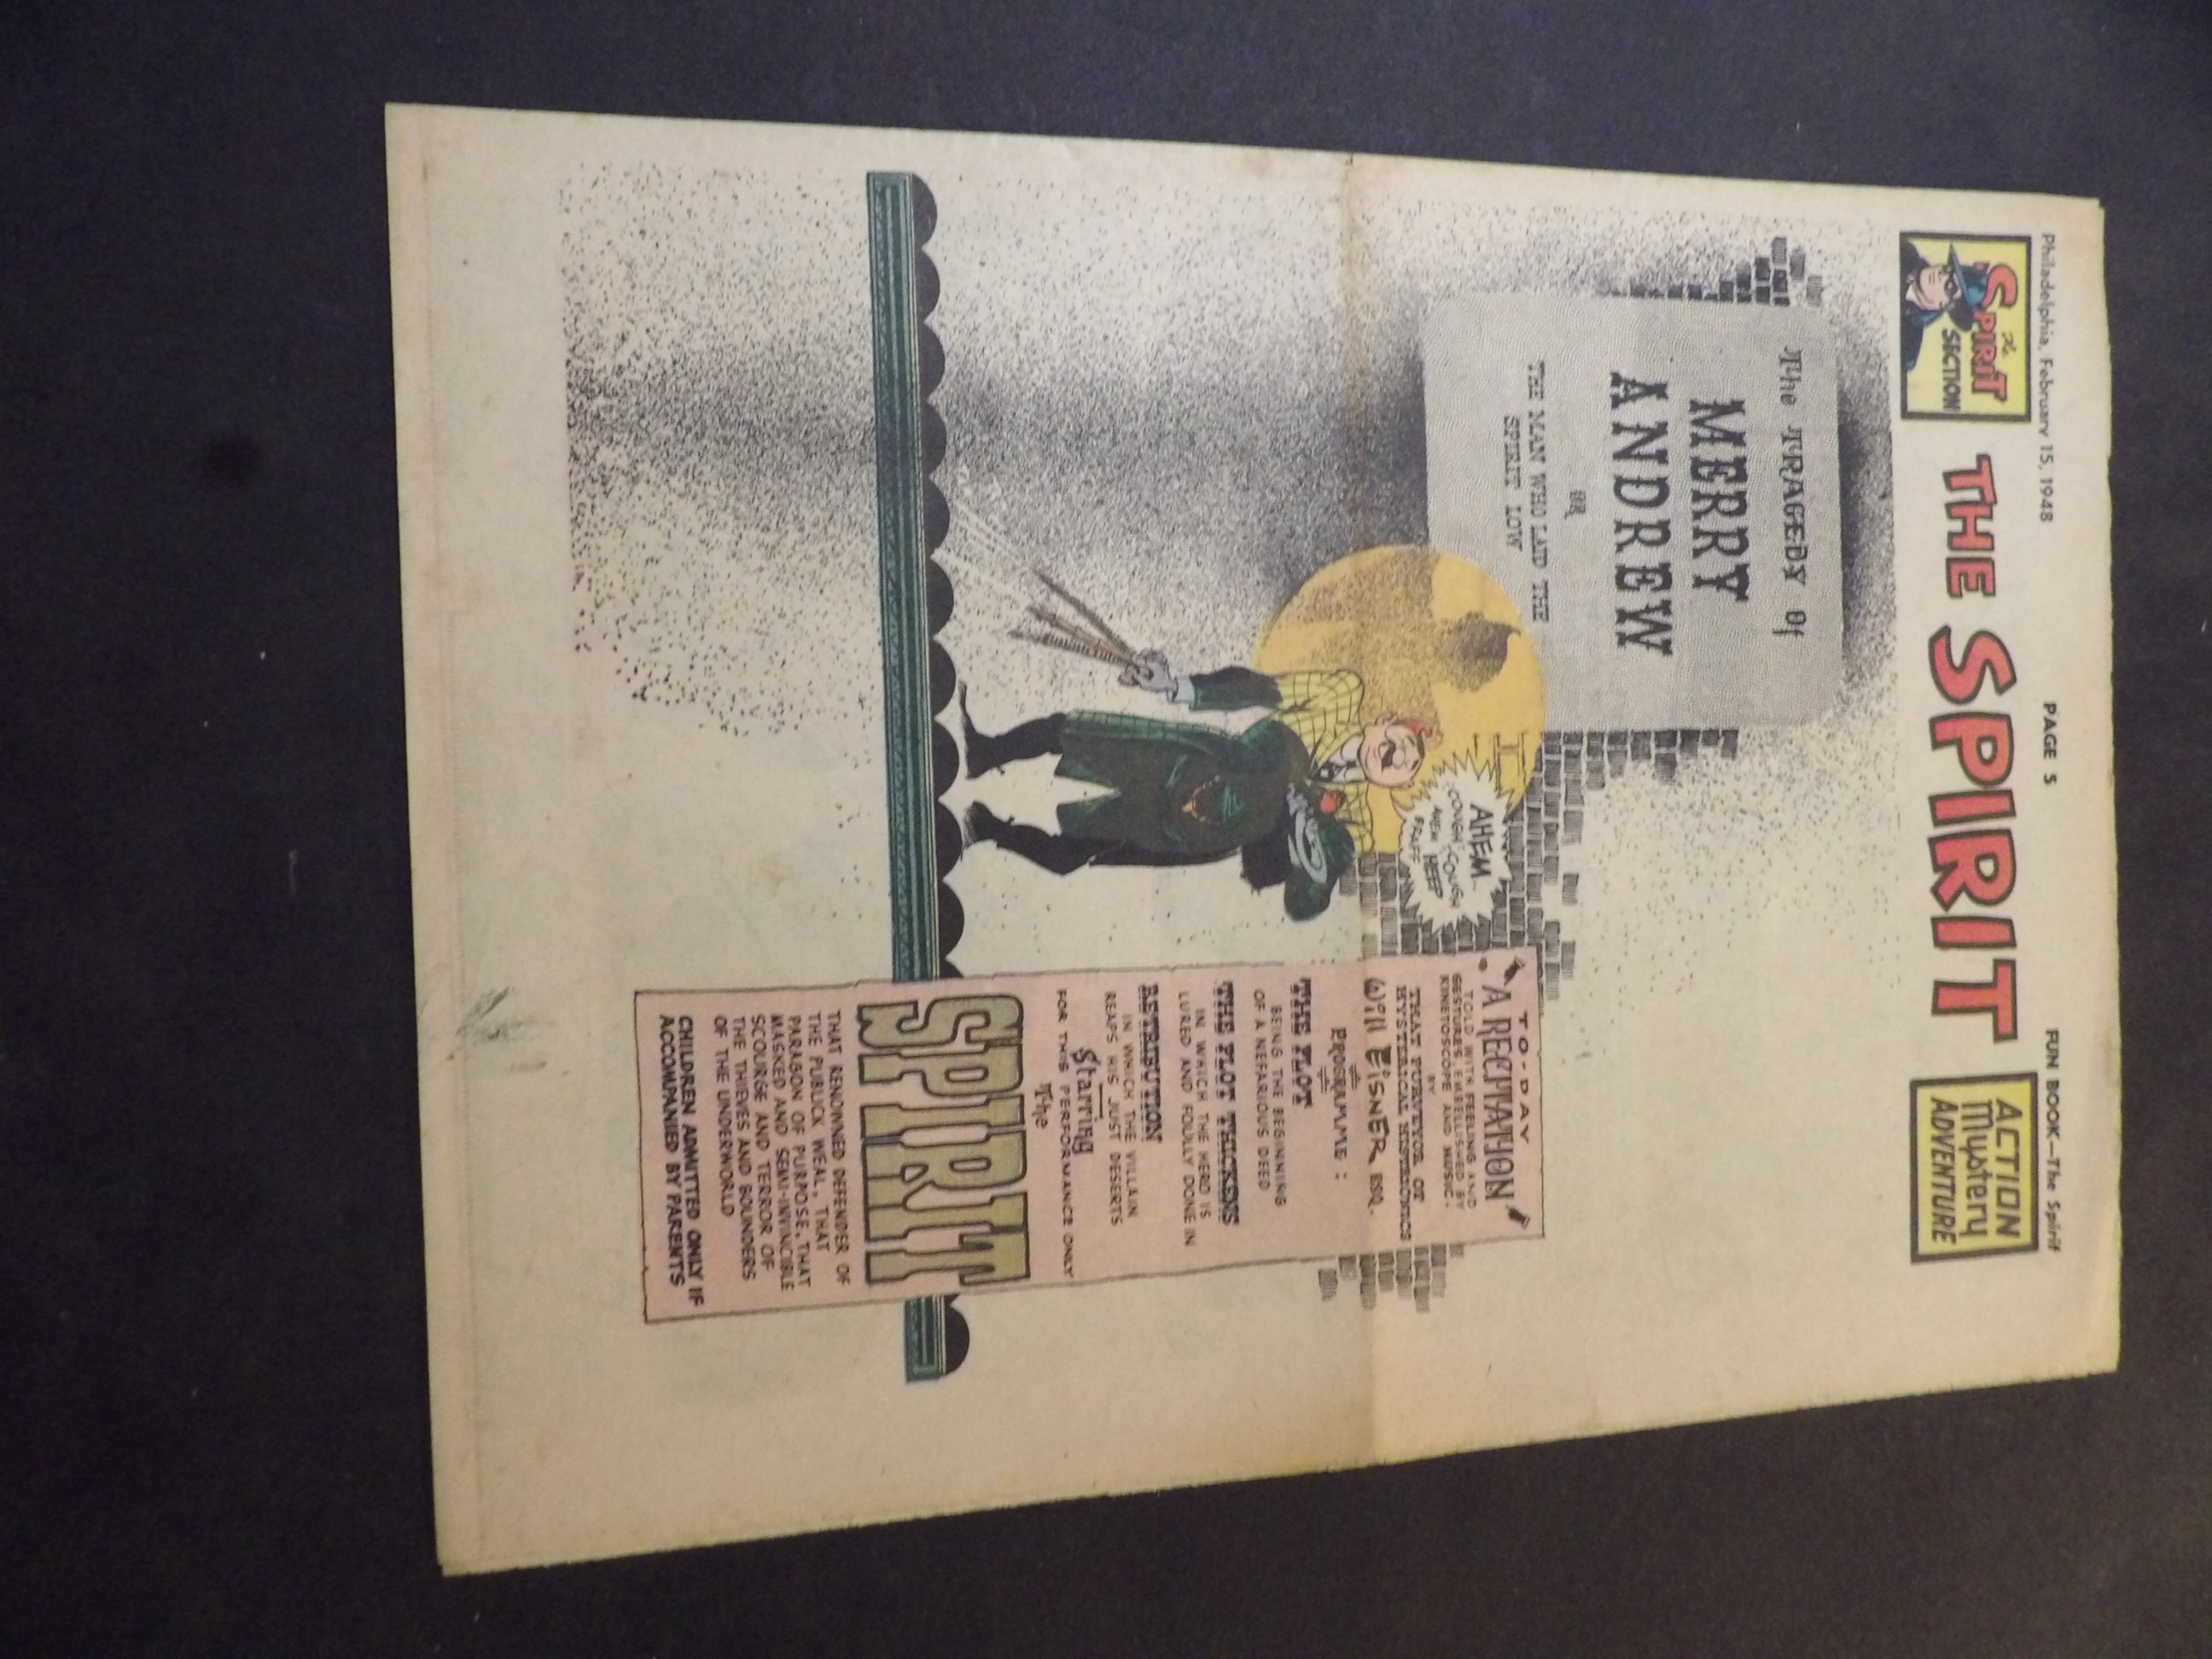 Philadelphia, February 15, 1948 PAGE 5 FUN BOOK—The Spirit
The
SPIRIT
SECTION
THE SPIRIT
ACTION
Mystery
ADVENTURE
The TRAGEDY Of
MERRY
ANDREW
OR
THE MAN WHO LAID THE
SPIRIT LOW
AHEM..
COUGH COUGH
HEM HEEP
PFAFF
TO-DAY
A RECITATION
TOLD WITH FEELING AND
GESTURES, EMBELLISHED BY
KINETOSCOPE AND MUSIC.
BY
THAT PURVEYOR OF
HYSTERICAL HISTRIONICS
Will EISNER ESQ.
PROGRAMME:
THE PLOT
BEING THE BEGINNING
OF A NEFARIOUS DEED
THE PLOT THICKENS
IN WHICH THE HERO IS
LURED AND FOULLY DONE IN
RETRIBUTION
IN WHICH THE VILLAIN
REAPS HIS JUST DESERTS
Starring
FOR THIS PERFORMANCE ONLY
The
SPIRIT
THAT RENOWNED DEFENDER OF
THE PUBLICK WEAL, THAT
PARAGON OF PURPOSE, THAT
MASKED AND SEMI-INVINCIBLE
SCOURGE AND TERROR OF
THE THIEVES AND BOUNDERS
OF THE UNDERWORLD
CHILDREN ADMITTED ONLY IF
ACCOMPANIED BY PARENTS